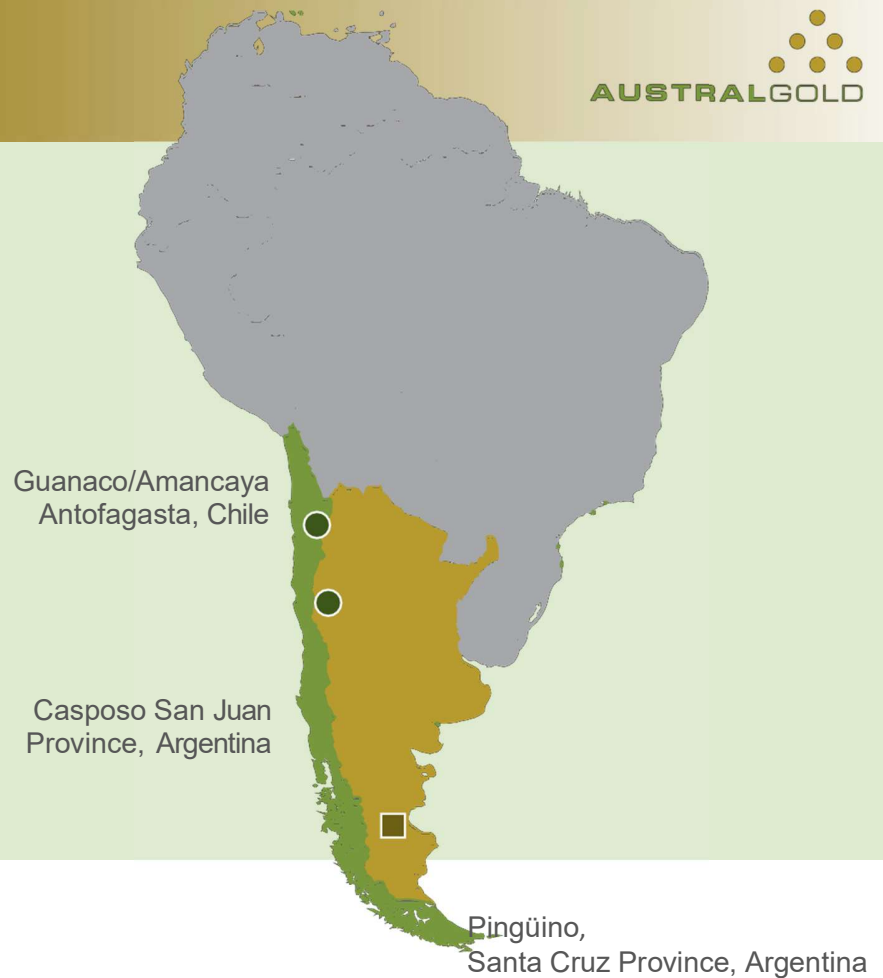 AUSTRALGOLD
Guanaco/Amancaya
Antofagasta, Chile
Casposo San Juan
Province, Argentina
Pingüino,
Santa Cruz Province, Argentina